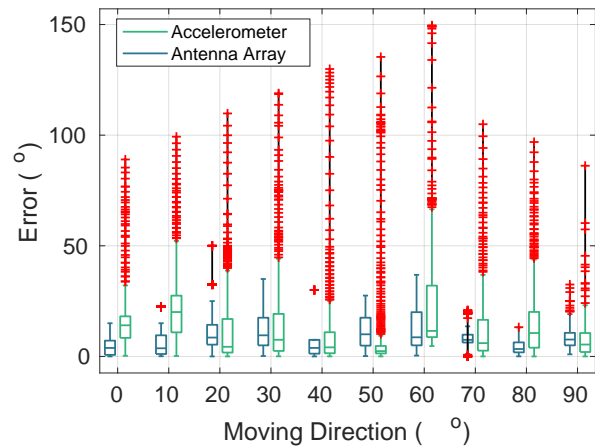 150
100
50
0
Error ( °)
Accelerometer
Antenna Array
0 10 20 30 40 50 60 70 80 90
Moving Direction ( °)